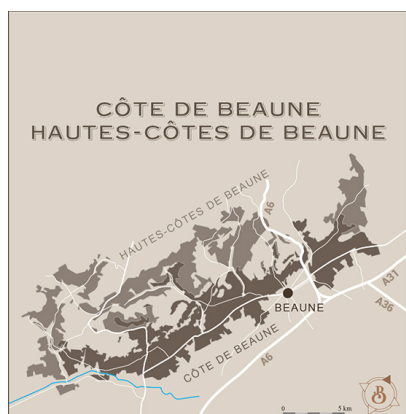 CÔTE DE BEAUNE
HAUTES-CÔTES DE BEAUNE
HAUTES-CÔTES DE BEAUNE
A6
A31
A36
BEAUNE
CÔTE DE BEAUNE
A6
0 5 km
B